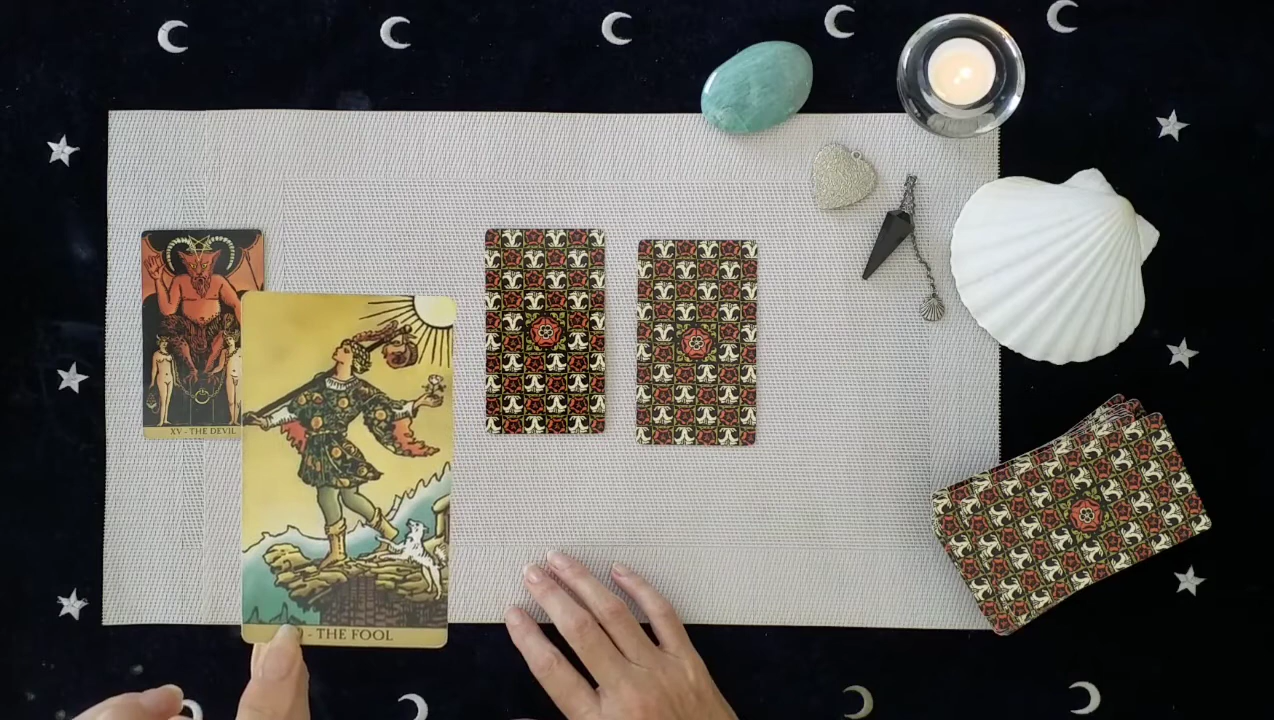 XV - THE DEVIL
- THE FOOL